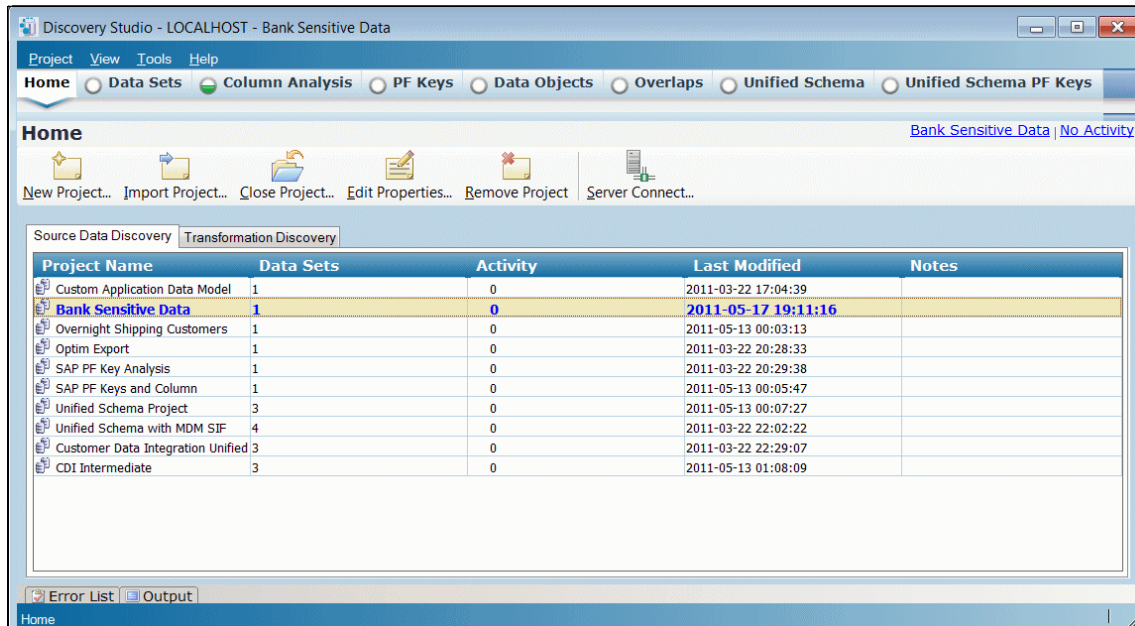 Discovery Studio - LOCALHOST - Bank Sensitive Data
Project View Tools Help
Home Data Sets Column Analysis PF Keys Data Objects Overlaps Unified Schema Unified Schema PF Keys
Home Bank Sensitive Data | No Activity
New Project... Import Project... Close Project... Edit Properties... Remove Project Server Connect...
Source Data Discovery Transformation Discovery
Project Name Data Sets Activity Last Modified Notes
Custom Application Data Model 1 0 2011-03-22 17:04:39
Bank Sensitive Data 1 0 2011-05-17 19:11:16
Overnight Shipping Customers 1 0 2011-05-13 00:03:13
Optim Export 1 0 2011-03-22 20:28:33
SAP PF Key Analysis 1 0 2011-03-22 20:29:38
SAP PF Keys and Column 1 0 2011-05-13 00:05:47
Unified Schema Project 3 0 2011-05-13 00:07:27
Unified Schema with MDM SIF 4 0 2011-03-22 22:02:22
Customer Data Integration Unified 3 0 2011-03-22 22:29:07
CDI Intermediate 3 0 2011-05-13 01:08:09
Error List Output
Home